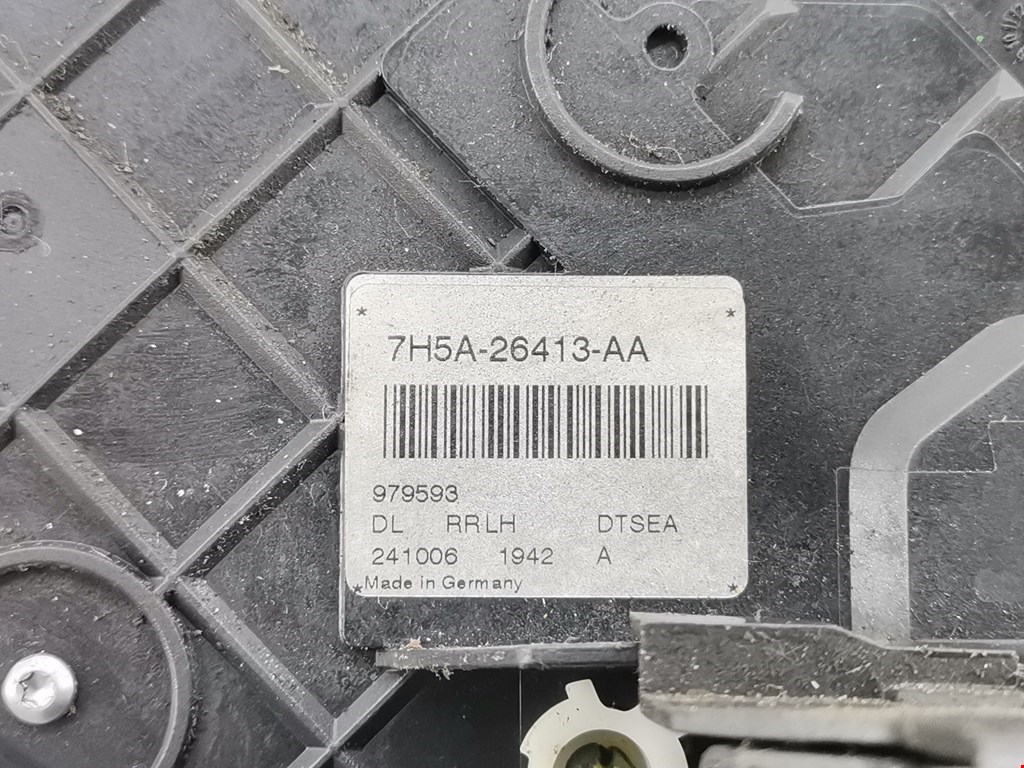 7H5A-26413-AA
979593
DL RRLH DTSEA
241006 1942 A
Made in Germany